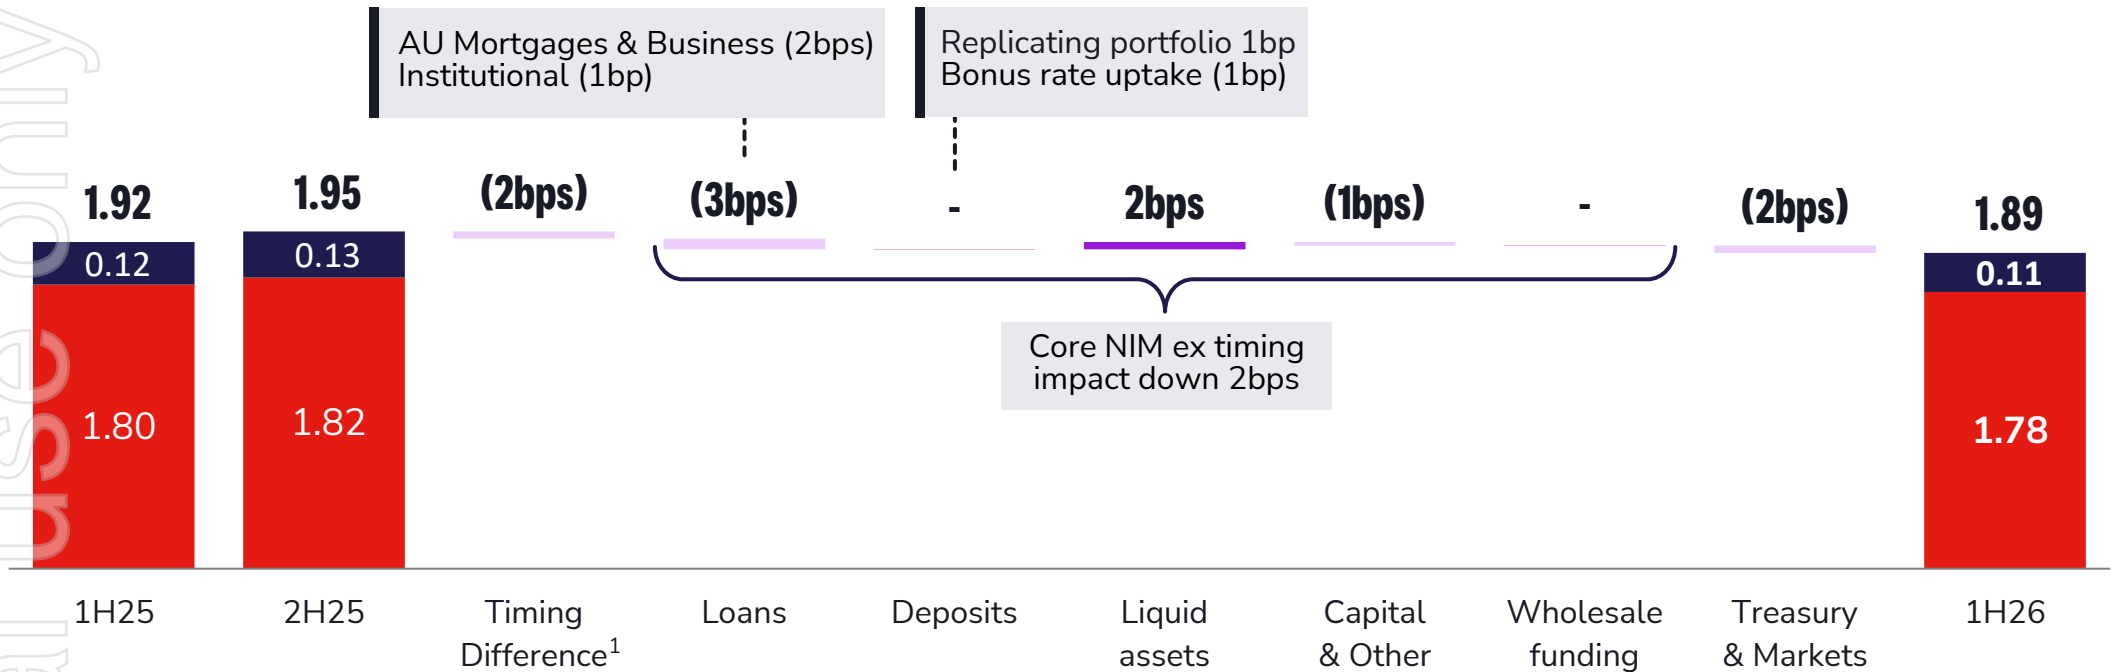 AU Mortgages & Business (2bps)
Institutional (1bp)
Replicating portfolio 1bp
Bonus rate uptake (1bp)
1.92
1.95
(2bps)
(3bps)
-
2bps
(1bps)
-
(2bps)
1.89
0.12
0.13
0.11
Core NIM ex timing
impact down 2bps
1.80
1.82
1.78
1H25
2H25
Timing
Difference¹
Loans
Deposits
Liquid
assets
Capital
& Other
Wholesale
funding
Treasury
& Markets
1H26
al use only